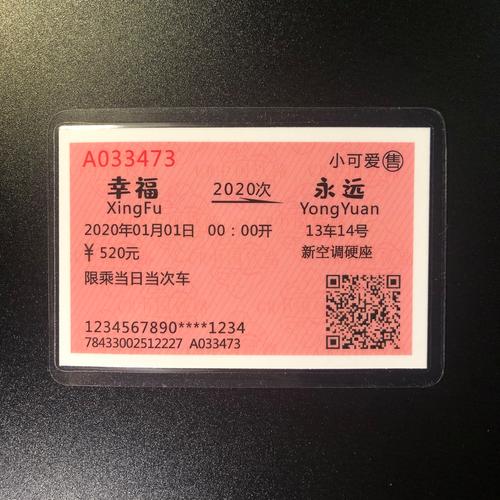 A033473 小可爱 售
幸福 2020次 永远
XingFu YongYuan
2020年01月01日 00：00开 13车14号
￥520元 新空调硬座
限乘当日当次车
1234567890****1234
78433002512227 A033473